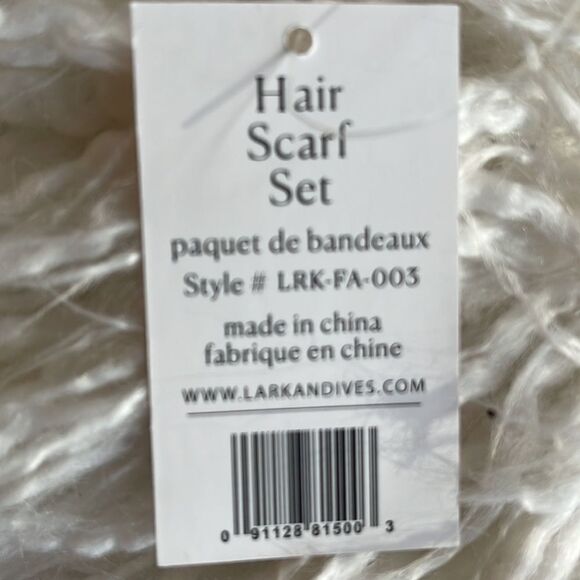 Hair
Scarf
Set
paquet de bandeaux
Style # LRK-FA-003
made in china
fabrique en chine
WWW.LARKANDIVES.COM
0 91128 81500 3